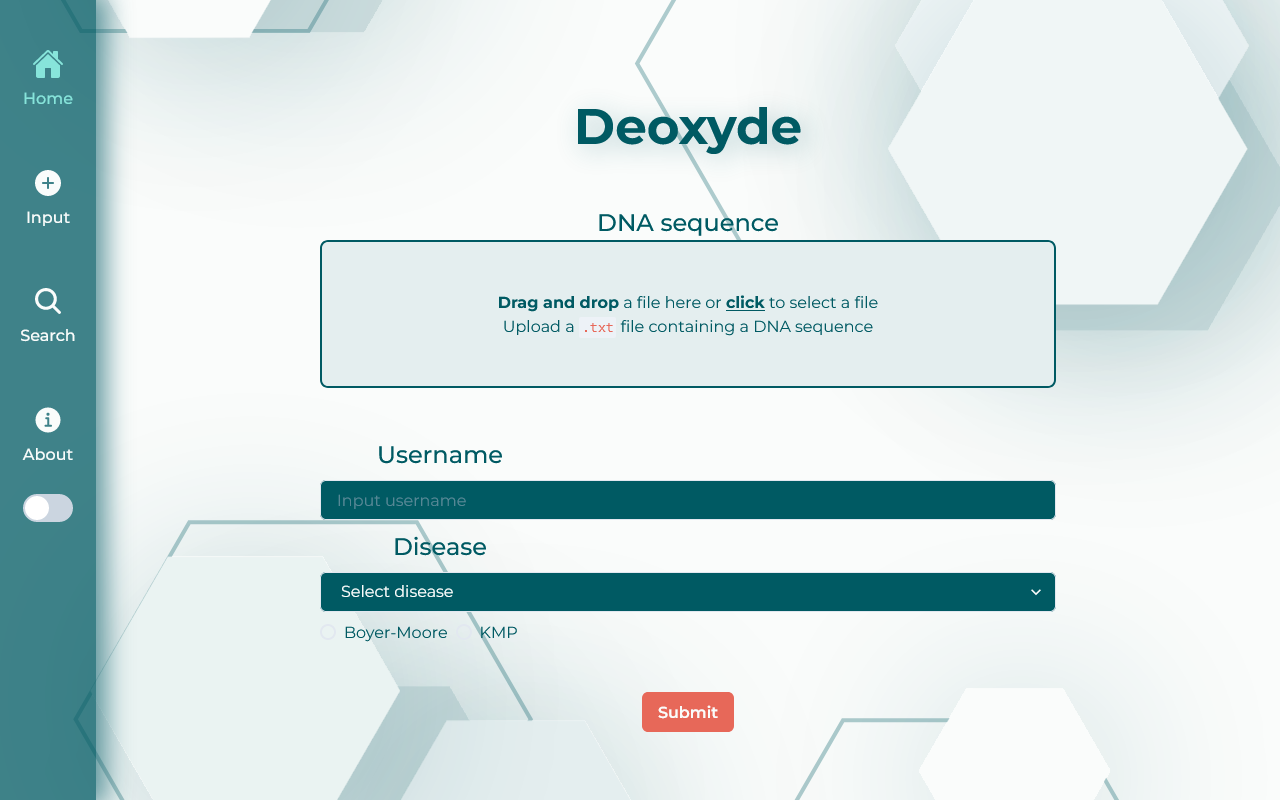 Home
Input
Search
About
Deoxyde
DNA sequence
Drag and drop a file here or click to select a file
Upload a .txt file containing a DNA sequence
Username
Input username
Disease
Select disease
Boyer-Moore KMP
Submit